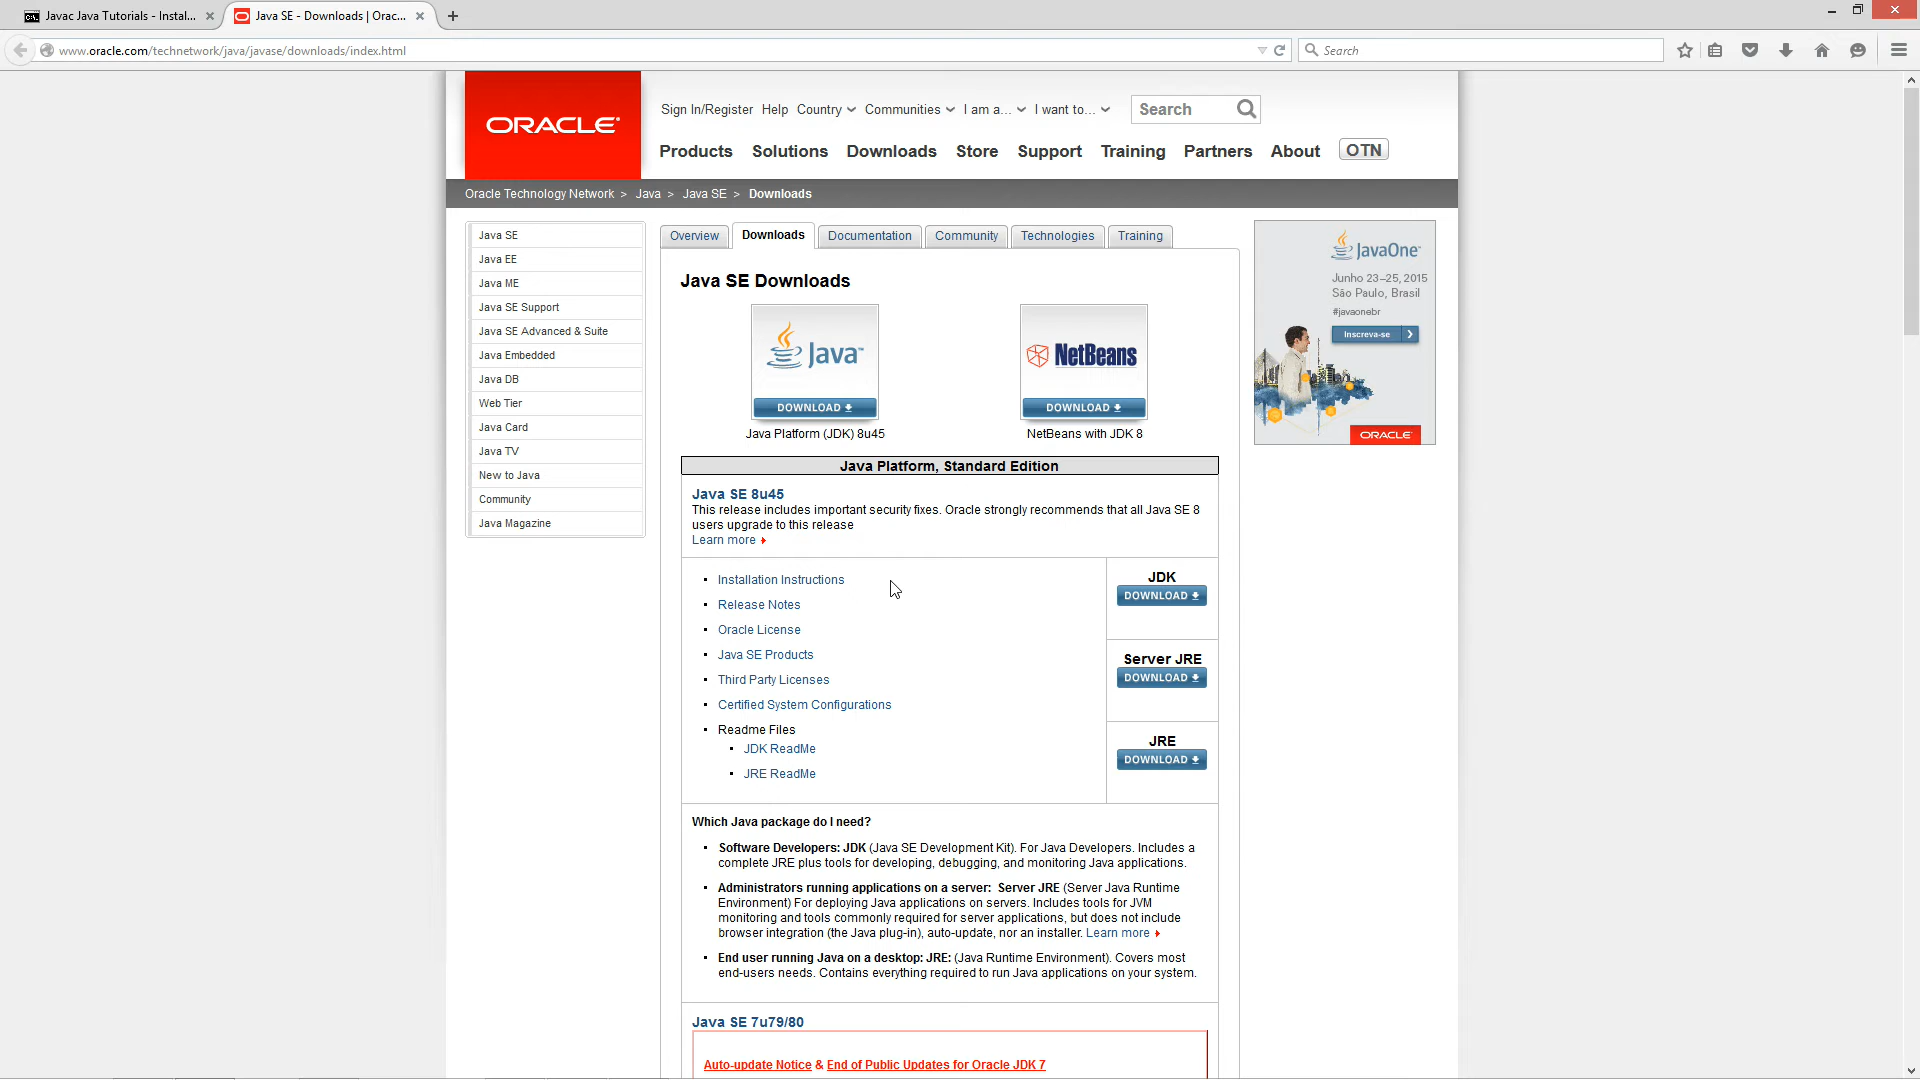 Javac Java Tutorials - Instal...
Java SE - Downloads | Orac...
www.oracle.com/technetwork/java/javase/downloads/index.html
Search
ORACLE
Sign In/Register Help Country Communities I am a... I want to... Search
Products Solutions Downloads Store Support Training Partners About OTN
Oracle Technology Network > Java > Java SE > Downloads
Java SE
Java EE
Java ME
Java SE Support
Java SE Advanced & Suite
Java Embedded
Java DB
Web Tier
Java Card
Java TV
New to Java
Community
Java Magazine
Overview Downloads Documentation Community Technologies Training
Java SE Downloads
Java™
DOWNLOAD
Java Platform (JDK) 8u45
NetBeans
DOWNLOAD
NetBeans with JDK 8
Java Platform, Standard Edition
Java SE 8u45
This release includes important security fixes. Oracle strongly recommends that all Java SE 8
users upgrade to this release
Learn more
Installation Instructions
Release Notes
Oracle License
Java SE Products
Third Party Licenses
Certified System Configurations
Readme Files
JDK ReadMe
JRE ReadMe
JDK
DOWNLOAD
Server JRE
DOWNLOAD
JRE
DOWNLOAD
Which Java package do I need?
Software Developers: JDK (Java SE Development Kit). For Java Developers. Includes a
complete JRE plus tools for developing, debugging, and monitoring Java applications.
Administrators running applications on a server: Server JRE (Server Java Runtime
Environment) For deploying Java applications on servers. Includes tools for JVM
monitoring and tools commonly required for server applications, but does not include
browser integration (the Java plug-in), auto-update, nor an installer. Learn more
End user running Java on a desktop: JRE: (Java Runtime Environment). Covers most
end-users needs. Contains everything required to run Java applications on your system.
Java SE 7u79/80
Auto-update Notice & End of Public Updates for Oracle JDK 7
JavaOne™
Junho 23–25, 2015
São Paulo, Brasil
#javaonebr
Inscreva-se
ORACLE